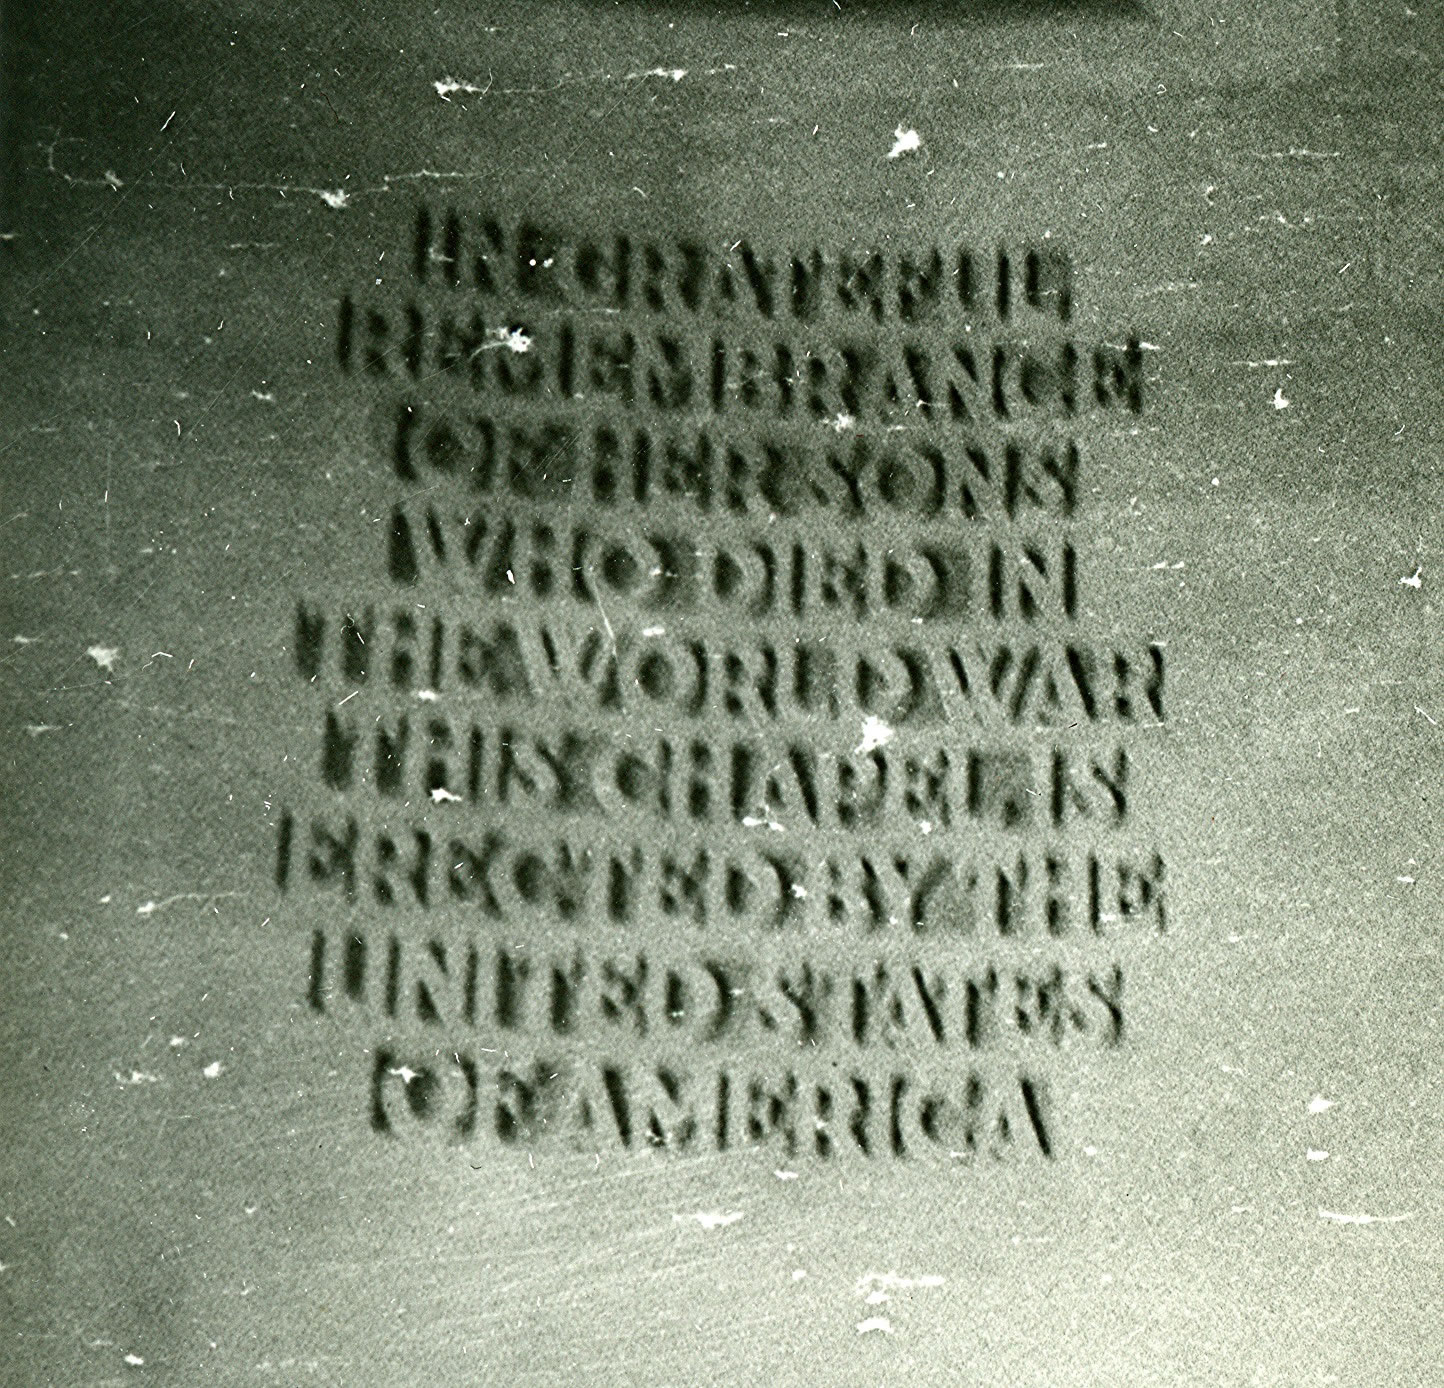 IN GRATEFUL
REMEMBRANCE
OF HER SONS
WHO DIED IN
THE WORLD WAR
THIS CHAPEL IS
ERECTED BY THE
UNITED STATES
OF AMERICA